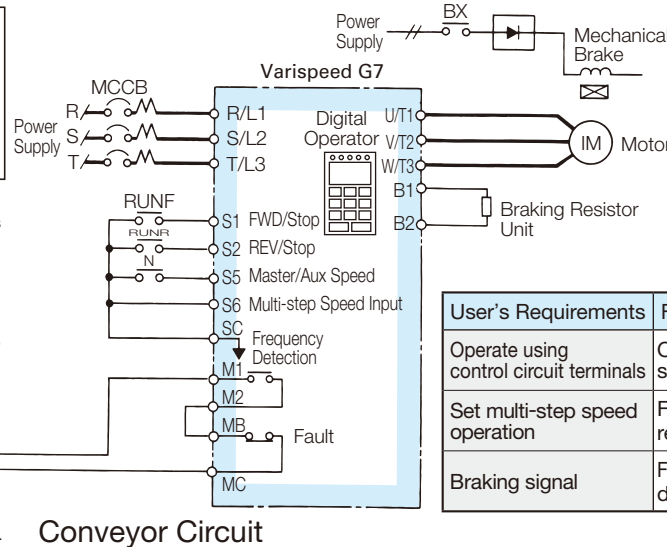 Power
Supply
BX
Mechanical
Brake
Varispeed G7
MCCB
Power
Supply
R
S
T
R/L1
S/L2
T/L3
Digital
Operator
U/T1
V/T2
W/T3
IM
Motor
B1
B2
Braking Resistor
Unit
RUNF
S1 FWD/Stop
RUNR
S2 REV/Stop
N
S5 Master/Aux Speed
S6 Multi-step Speed Input
SC
Frequency
Detection
M1
M2
MB
Fault
MC
User's Requirements
Operate using
control circuit terminals
Set multi-step speed
operation
Braking signal
Conveyor Circuit